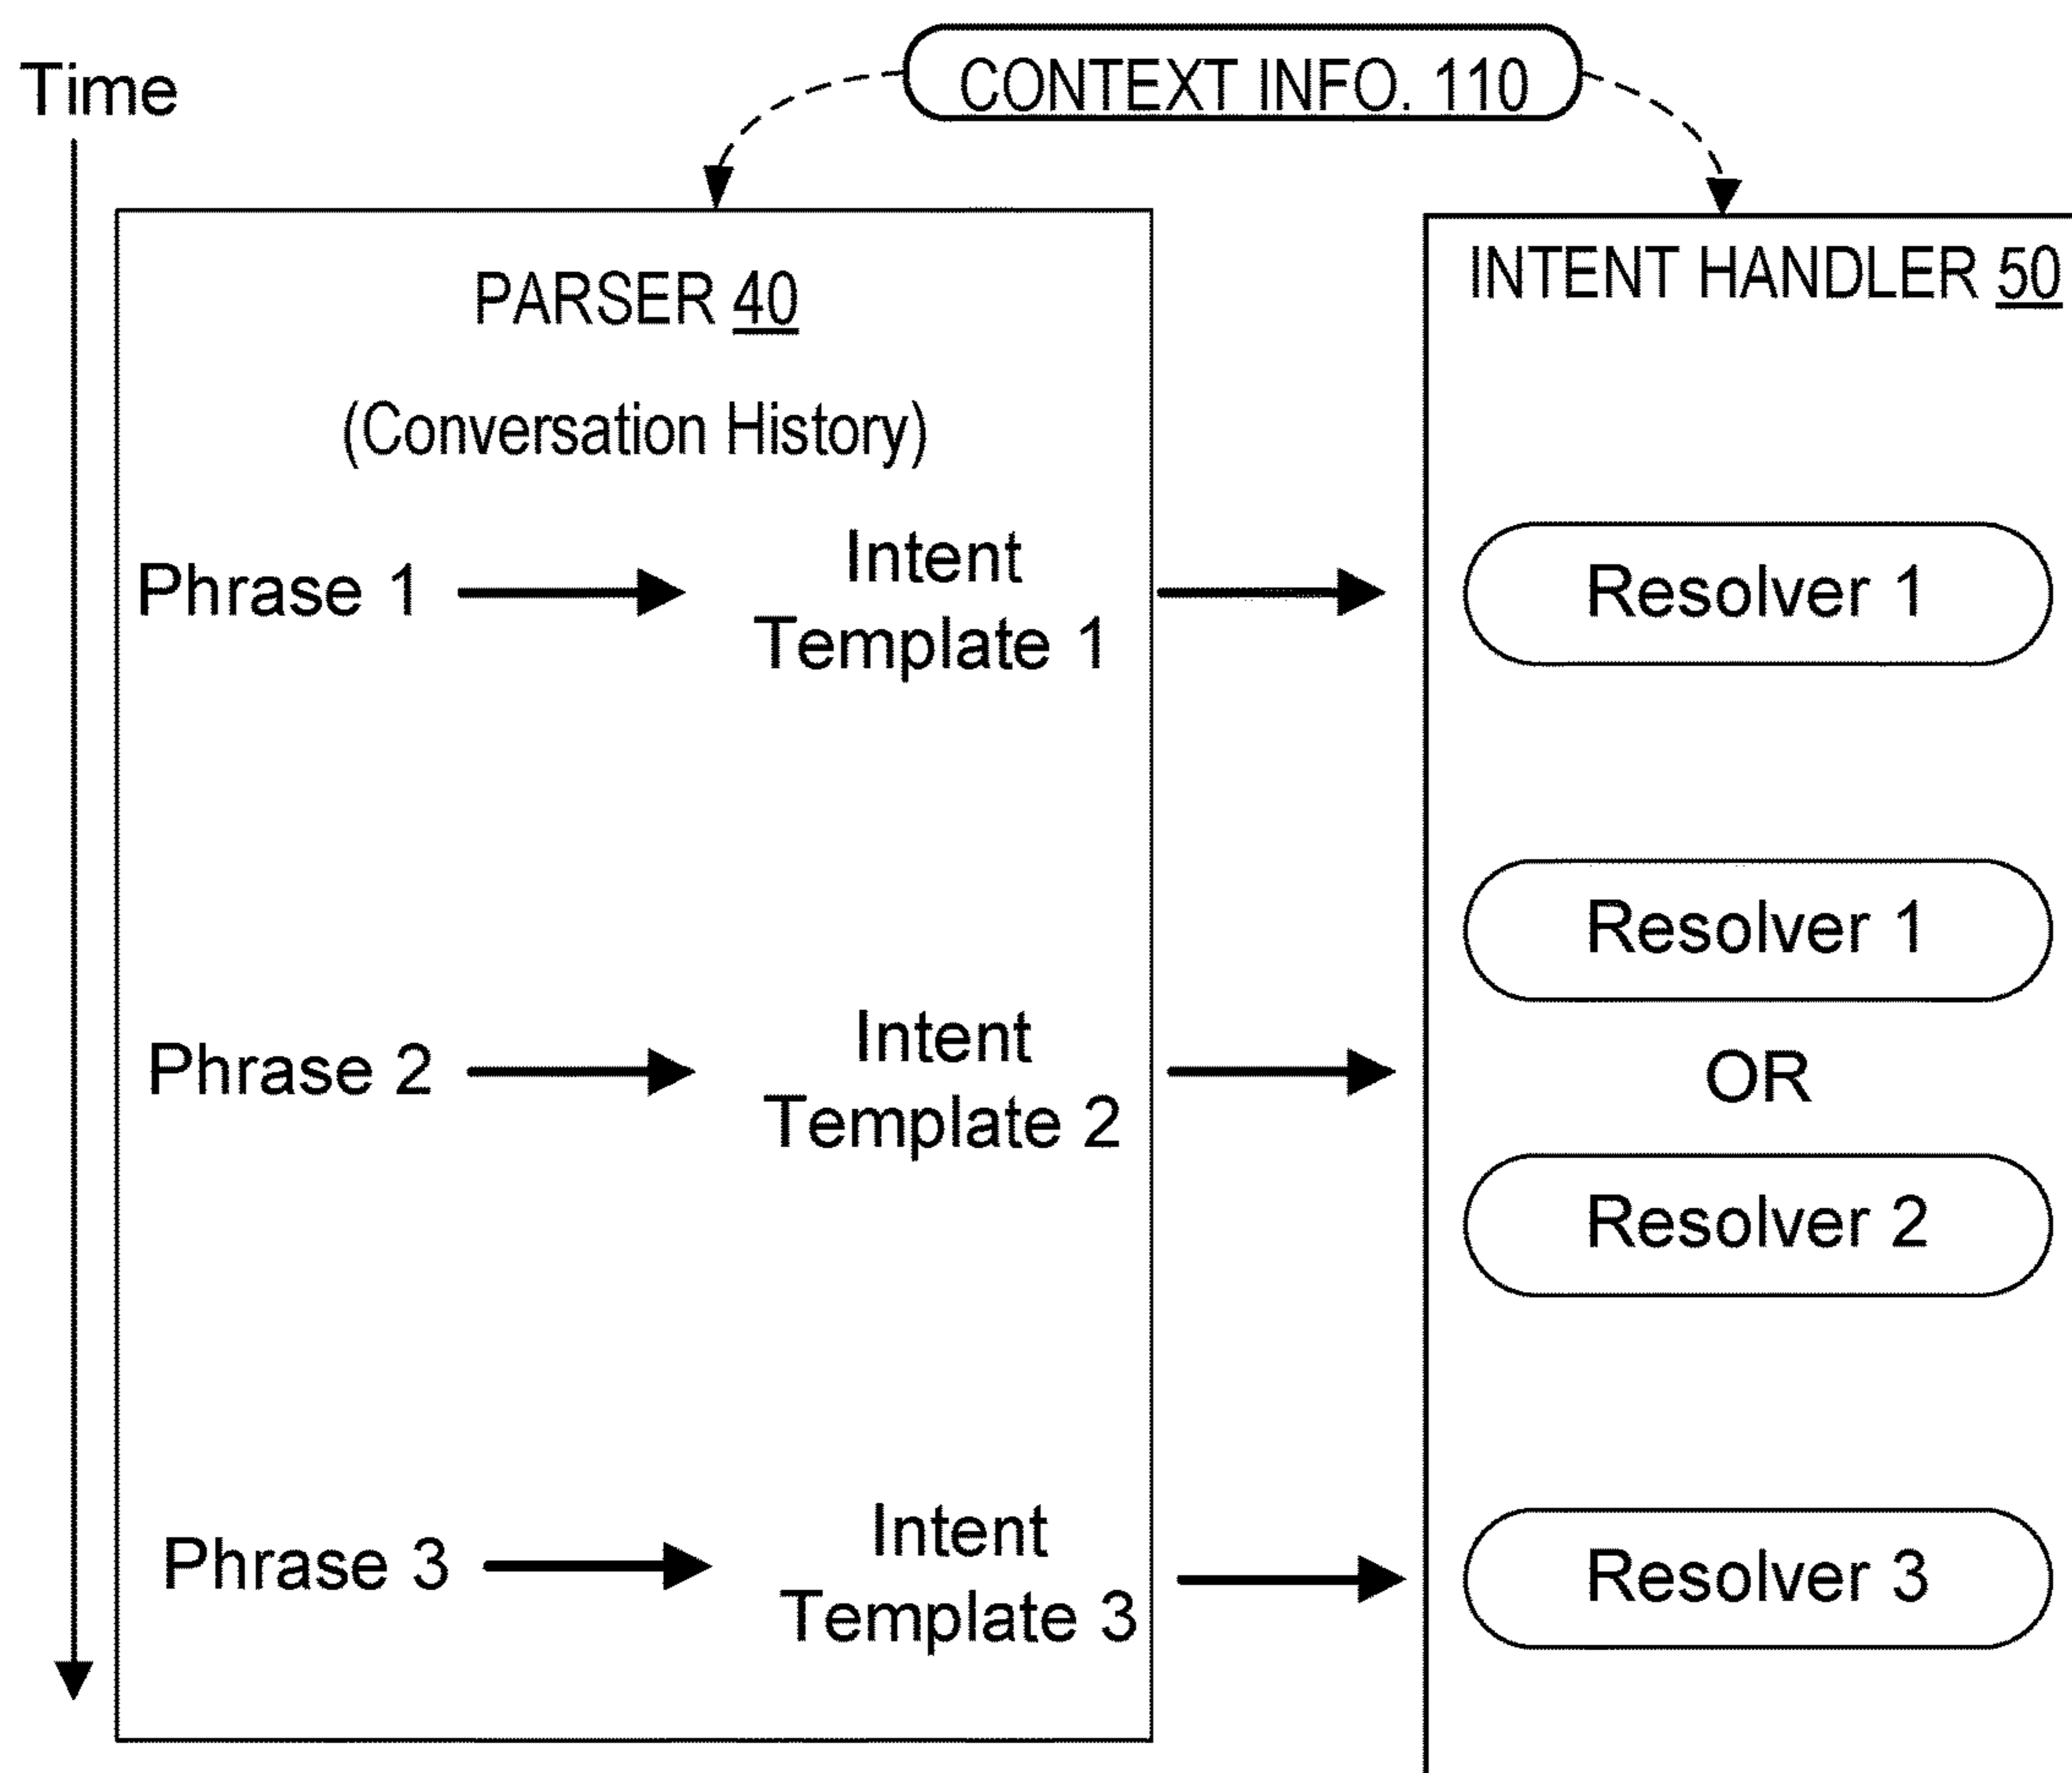 Time
CONTEXT INFO. 110
PARSER 40
(Conversation History)
INTENT HANDLER 50
Phrase 1
Intent
Template 1
Resolver 1
Phrase 2
Intent
Template 2
Resolver 1
OR
Resolver 2
Phrase 3
Intent
Template 3
Resolver 3